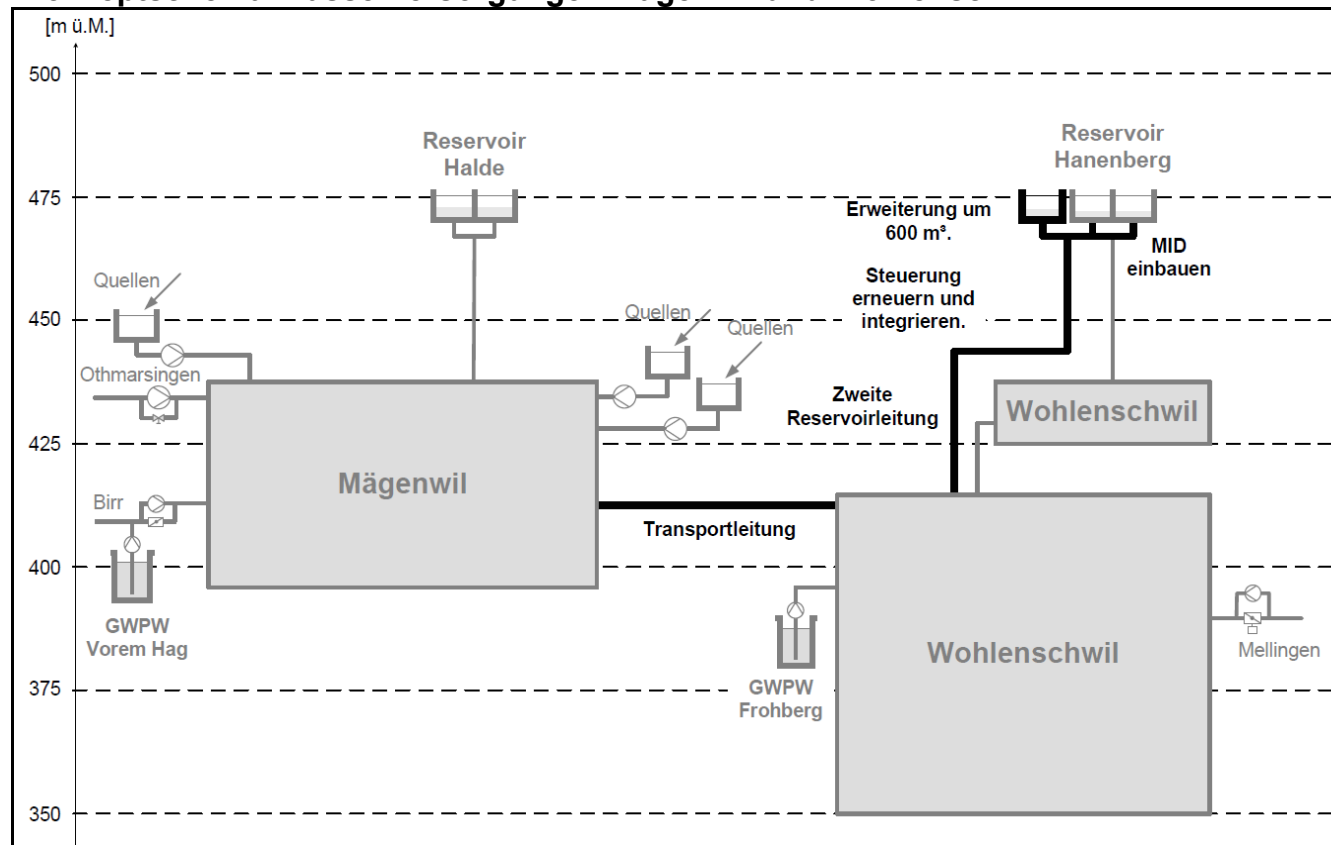 [m ü.M.]
500
475
450
425
400
375
350
Reservoir
Halde
Reservoir
Hanenberg
Erweiterung um
600 m³.
MID
einbauen
Steuerung
erneuern und
integrieren.
Quellen
Quellen
Quellen
Othmarsingen
Zweite
Reservoirleitung
Wohlenschwil
Mägenwil
Birr
Transportleitung
GWPW
Vorem Hag
Wohlenschwil
Mellingen
GWPW
Frohberg